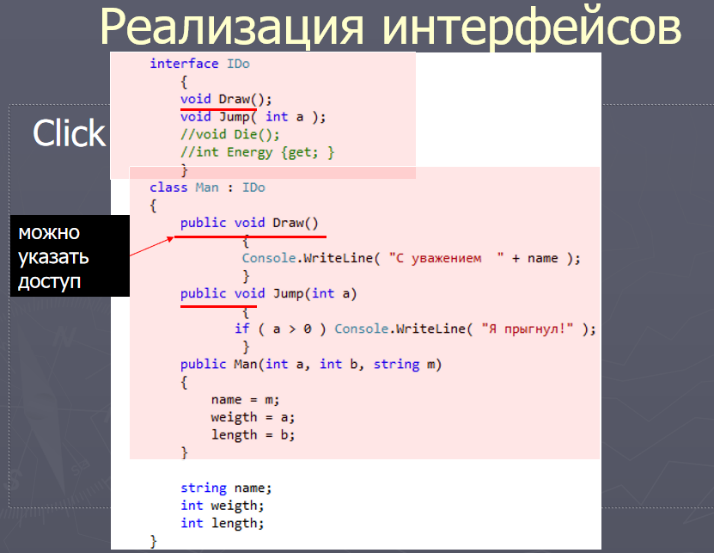 Реализация интерфейсов
interface IDo
{
void Draw();
void Jump( int a );
//void Die();
//int Energy {get; }
}
Click
class Man : IDo
{
public void Draw()
{
Console.WriteLine( "С уважением  " + name );
}
можно
указать
доступ
public void Jump(int a)
{
if ( a > 0 ) Console.WriteLine( "Я прыгнул!" );
}
public Man(int a, int b, string m)
{
name = m;
weigth = a;
length = b;
}
string name;
int weigth;
int length;
}